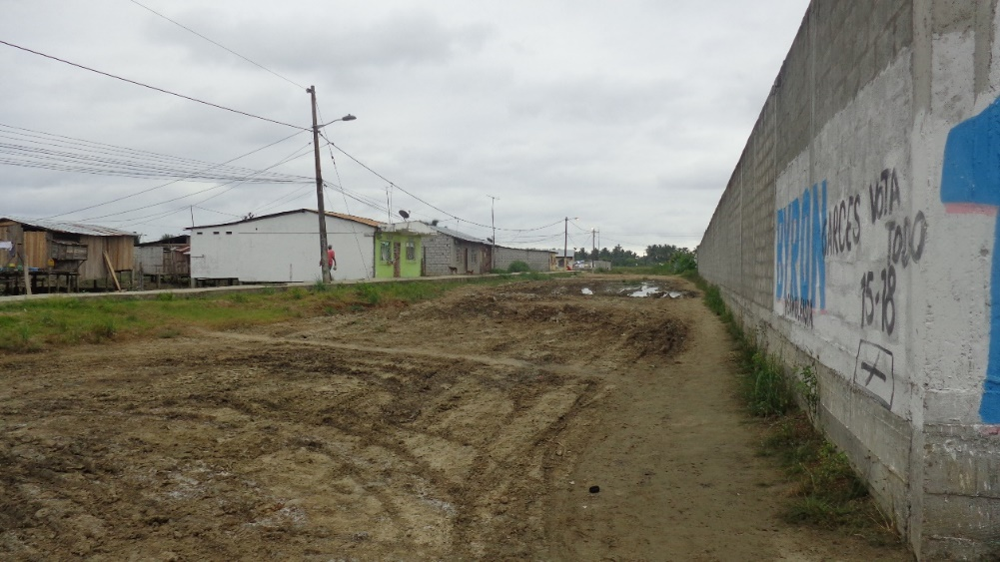 BYRON
GARCES VOTA
TODO
15-18